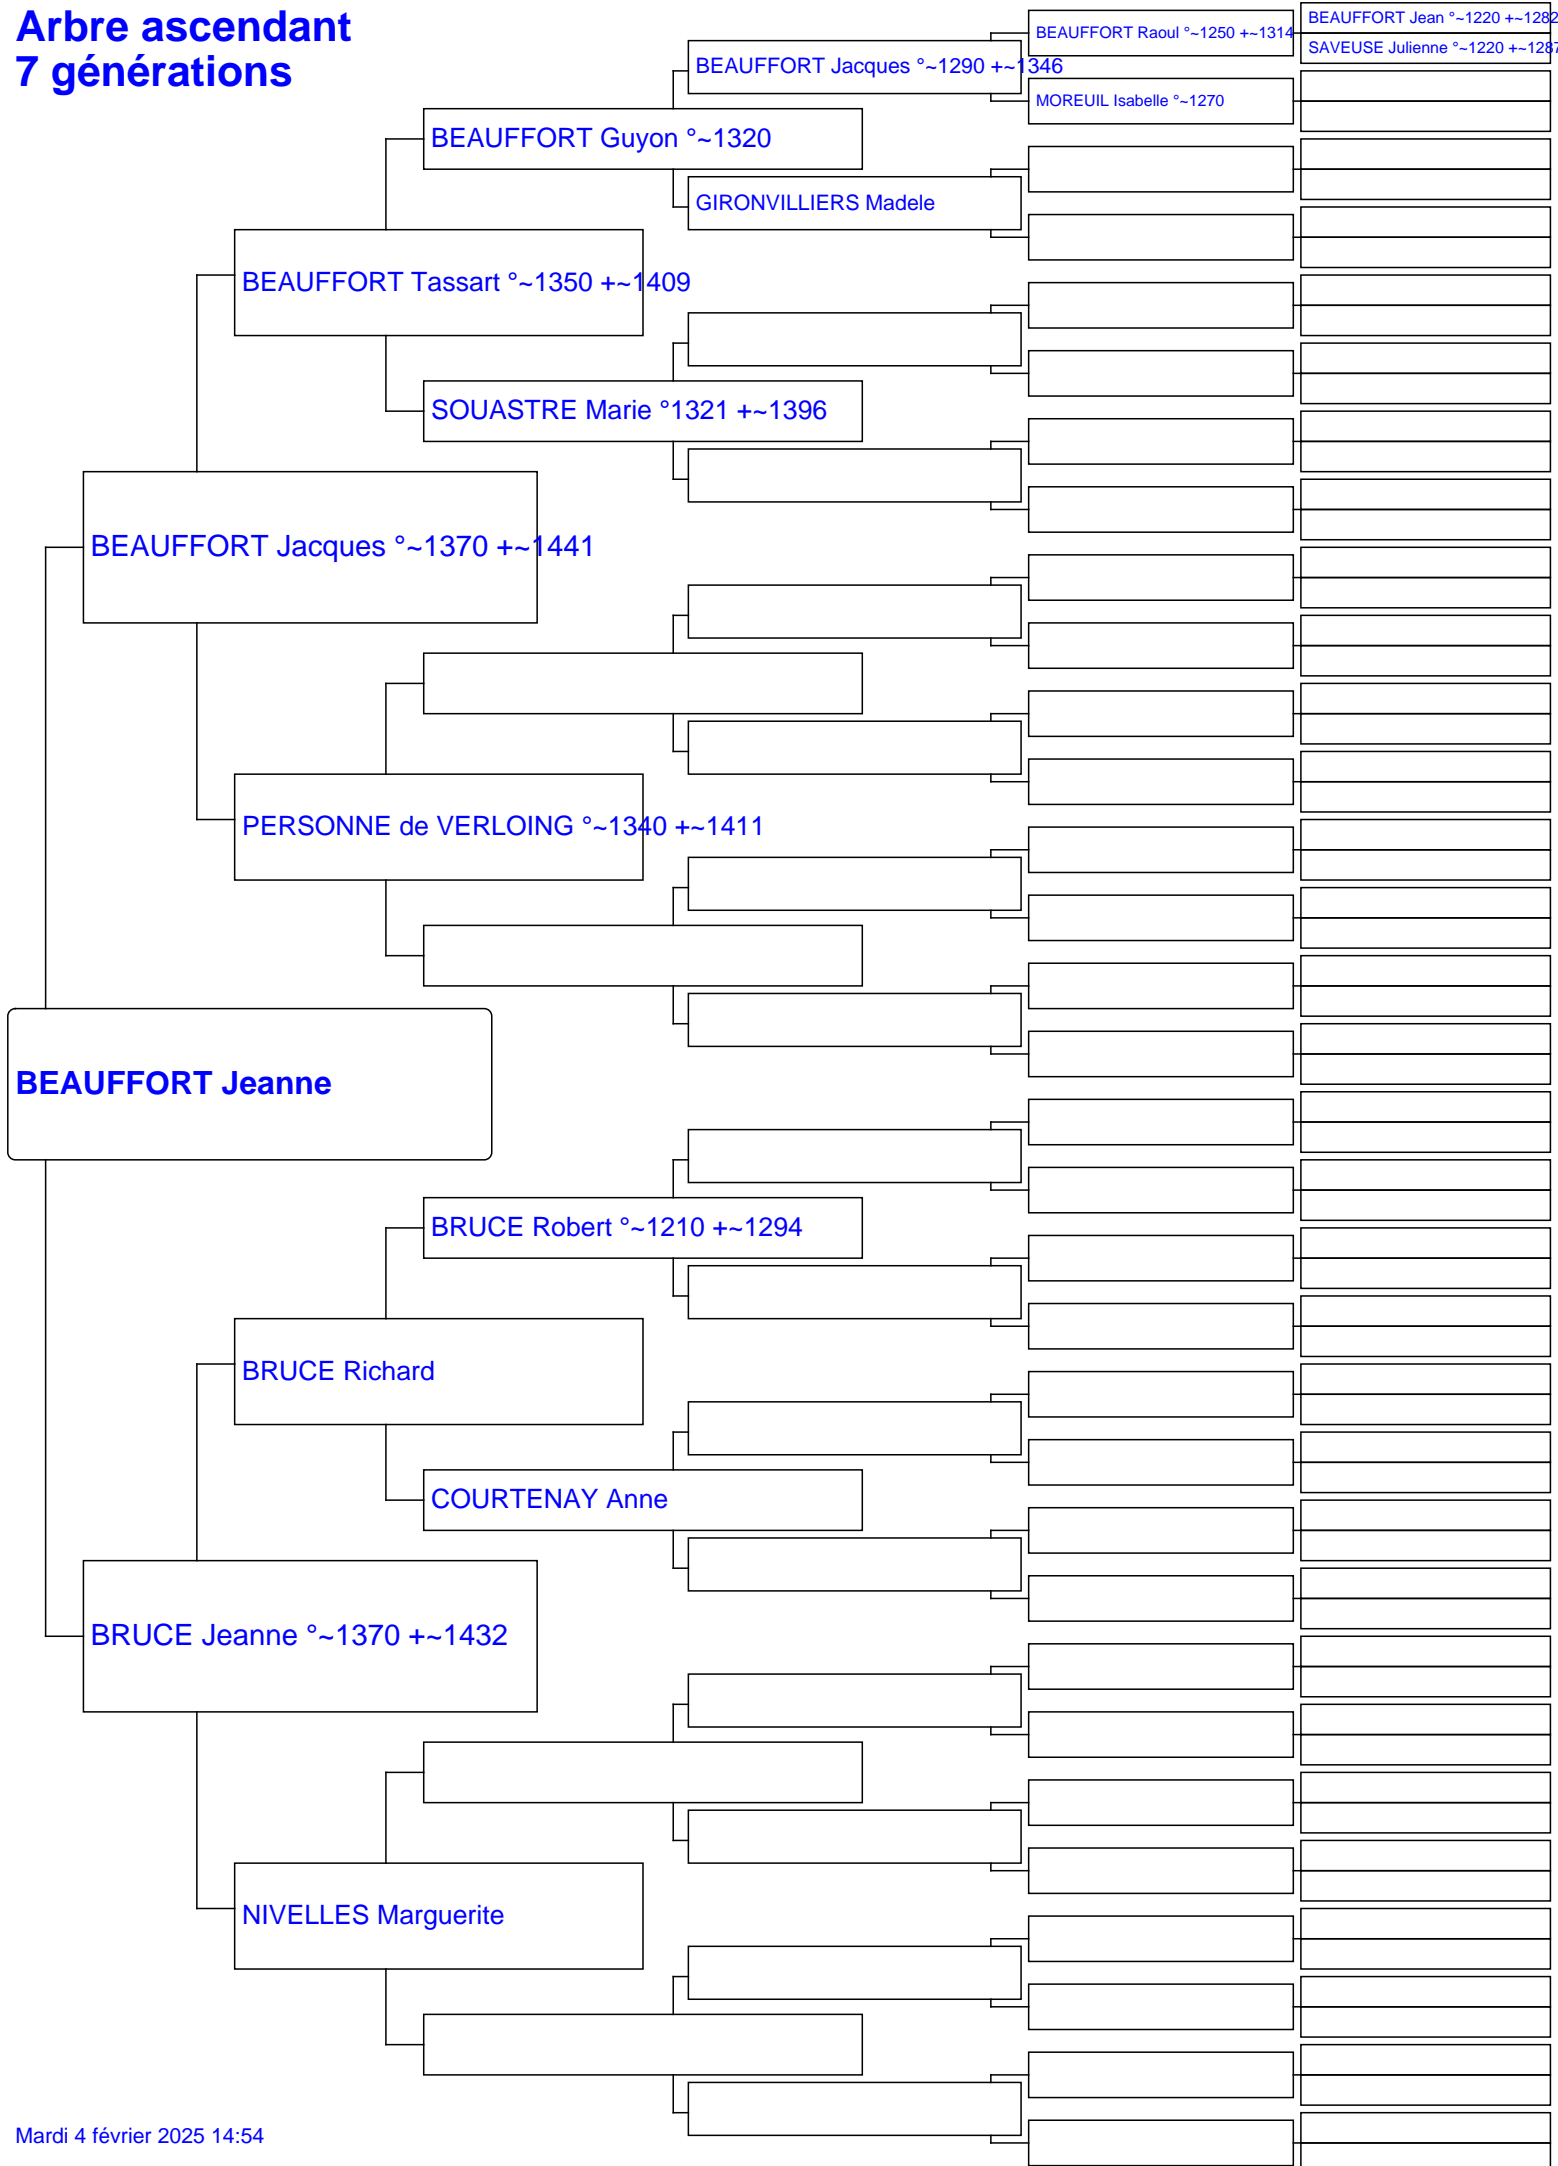 Arbre ascendant
7 générations
BEAUFFORT Jean °~1220 +~1282
BEAUFFORT Raoul °~1250 +~1314
SAVEUSE Julienne °~1220 +~1287
BEAUFFORT Jacques °~1290 +~1346
MOREUIL Isabelle °~1270
BEAUFFORT Guyon °~1320
GIRONVILLIERS Madele
BEAUFFORT Tassart °~1350 +~1409
SOUASTRE Marie °1321 +~1396
BEAUFFORT Jacques °~1370 +~1441
PERSONNE de VERLOING °~1340 +~1411
BEAUFFORT Jeanne
BRUCE Robert °~1210 +~1294
BRUCE Richard
COURTENAY Anne
BRUCE Jeanne °~1370 +~1432
NIVELLES Marguerite
Mardi 4 février 2025 14:54